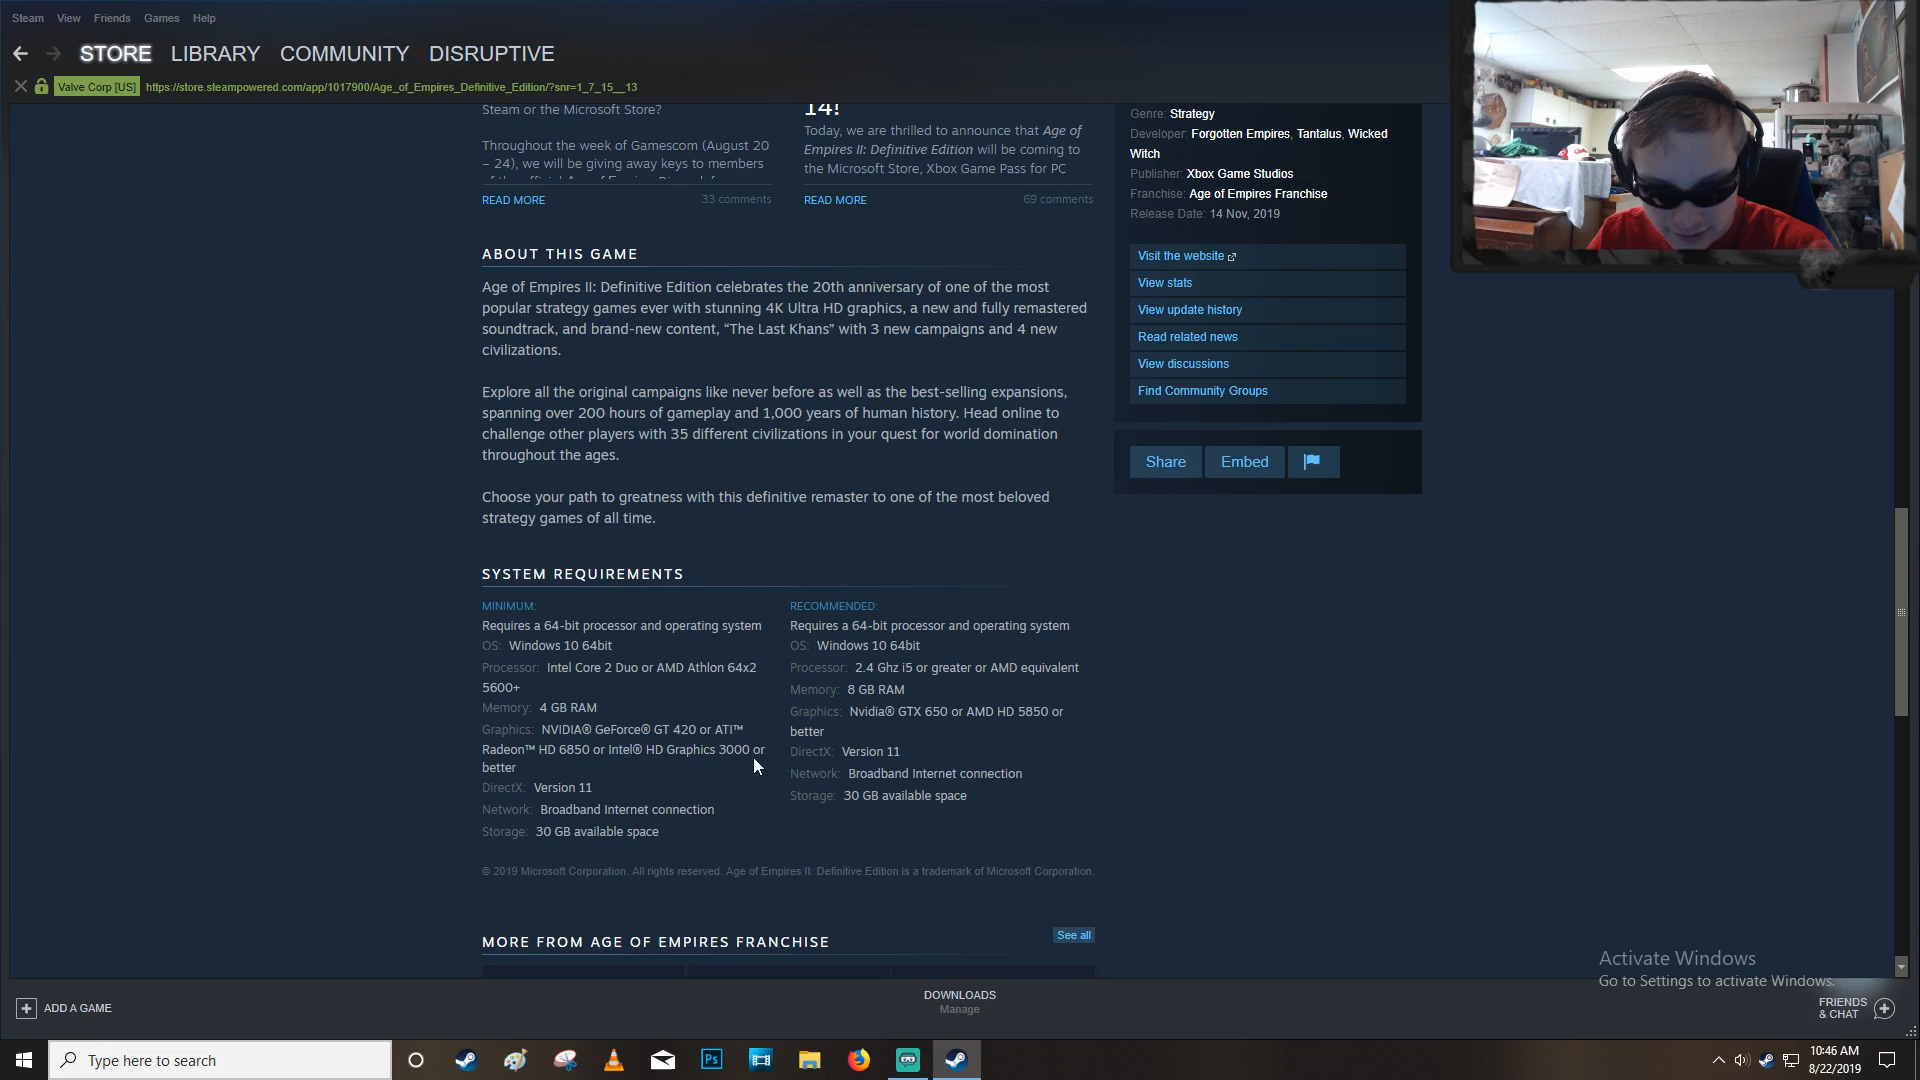 Steam View Friends Games Help
STORE LIBRARY COMMUNITY DISRUPTIVE
Valve Corp [US] https://store.steampowered.com/app/1017900/Age_of_Empires_Definitive_Edition/?snr=1_7_15__13
Steam or the Microsoft Store?
Throughout the week of Gamescom (August 20
– 24), we will be giving away keys to members
READ MORE 33 comments
14!
Today, we are thrilled to announce that Age of
Empires II: Definitive Edition will be coming to
the Microsoft Store, Xbox Game Pass for PC
READ MORE 69 comments
Genre: Strategy
Developer: Forgotten Empires, Tantalus, Wicked
Witch
Publisher: Xbox Game Studios
Franchise: Age of Empires Franchise
Release Date: 14 Nov, 2019
Visit the website
View stats
View update history
Read related news
View discussions
Find Community Groups
Share Embed
ABOUT THIS GAME
Age of Empires II: Definitive Edition celebrates the 20th anniversary of one of the most
popular strategy games ever with stunning 4K Ultra HD graphics, a new and fully remastered
soundtrack, and brand-new content, “The Last Khans” with 3 new campaigns and 4 new
civilizations.
Explore all the original campaigns like never before as well as the best-selling expansions,
spanning over 200 hours of gameplay and 1,000 years of human history. Head online to
challenge other players with 35 different civilizations in your quest for world domination
throughout the ages.
Choose your path to greatness with this definitive remaster to one of the most beloved
strategy games of all time.
SYSTEM REQUIREMENTS
MINIMUM:
Requires a 64-bit processor and operating system
OS: Windows 10 64bit
Processor: Intel Core 2 Duo or AMD Athlon 64x2
5600+
Memory: 4 GB RAM
Graphics: NVIDIA® GeForce® GT 420 or ATI™
Radeon™ HD 6850 or Intel® HD Graphics 3000 or
better
DirectX: Version 11
Network: Broadband Internet connection
Storage: 30 GB available space
RECOMMENDED:
Requires a 64-bit processor and operating system
OS: Windows 10 64bit
Processor: 2.4 Ghz i5 or greater or AMD equivalent
Memory: 8 GB RAM
Graphics: Nvidia® GTX 650 or AMD HD 5850 or
better
DirectX: Version 11
Network: Broadband Internet connection
Storage: 30 GB available space
© 2019 Microsoft Corporation. All rights reserved. Age of Empires II: Definitive Edition is a trademark of Microsoft Corporation.
MORE FROM AGE OF EMPIRES FRANCHISE See all
Activate Windows
Go to Settings to activate Windows.
ADD A GAME
DOWNLOADS
Manage
FRIENDS
& CHAT
Type here to search
Ps
10:46 AM
8/22/2019